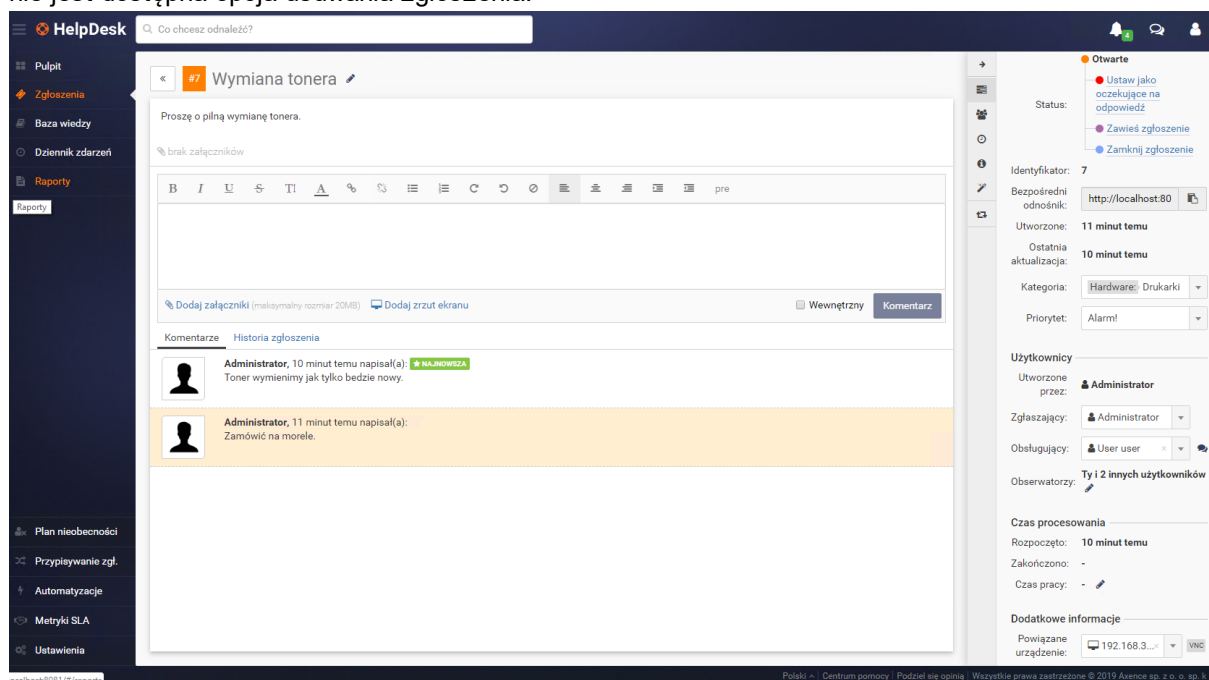 HelpDesk
Co chcesz odnaleźć?
4
Pulpit
Zgłoszenia
Baza wiedzy
Dziennik zdarzeń
Raporty
Raporty
Plan nieobecności
Przypisywanie zgł.
Automatyzacje
Metryki SLA
Ustawienia
« #7 Wymiana tonera
Proszę o pilną wymianę tonera.
brak załączników
B I U S TI A pre
Dodaj załączniki (maksymalny rozmiar 20MB) Dodaj zrzut ekranu
Wewnętrzny Komentarz
Komentarze Historia zgłoszenia
Administrator, 10 minut temu napisał(a): NAJNOWSZA
Toner wymienimy jak tylko bedzie nowy.
Administrator, 11 minut temu napisał(a):
Zamówić na morele.
Status:
Otwarte
Ustaw jako
oczekujące na
odpowiedź
Zawieś zgłoszenie
Zamknij zgłoszenie
Identyfikator: 7
Bezpośredni
odnośnik:
http://localhost:80
Utworzone: 11 minut temu
Ostatnia
aktualizacja:
10 minut temu
Kategoria: Hardware: Drukarki
Priorytet: Alarm!
Użytkownicy
Utworzone
przez:
Administrator
Zgłaszający: Administrator
Obsługujący: User user ×
Obserwatorzy: Ty i 2 innych użytkowników
Czas procesowania
Rozpoczęto: 10 minut temu
Zakończono: -
Czas pracy: -
Dodatkowe informacje
Powiązane
urządzenie:
192.168.3... × VNC
Polski Centrum pomocy Podziel się opinią Wszystkie prawa zastrzeżone © 2019 Axence sp. z o. o. sp. k